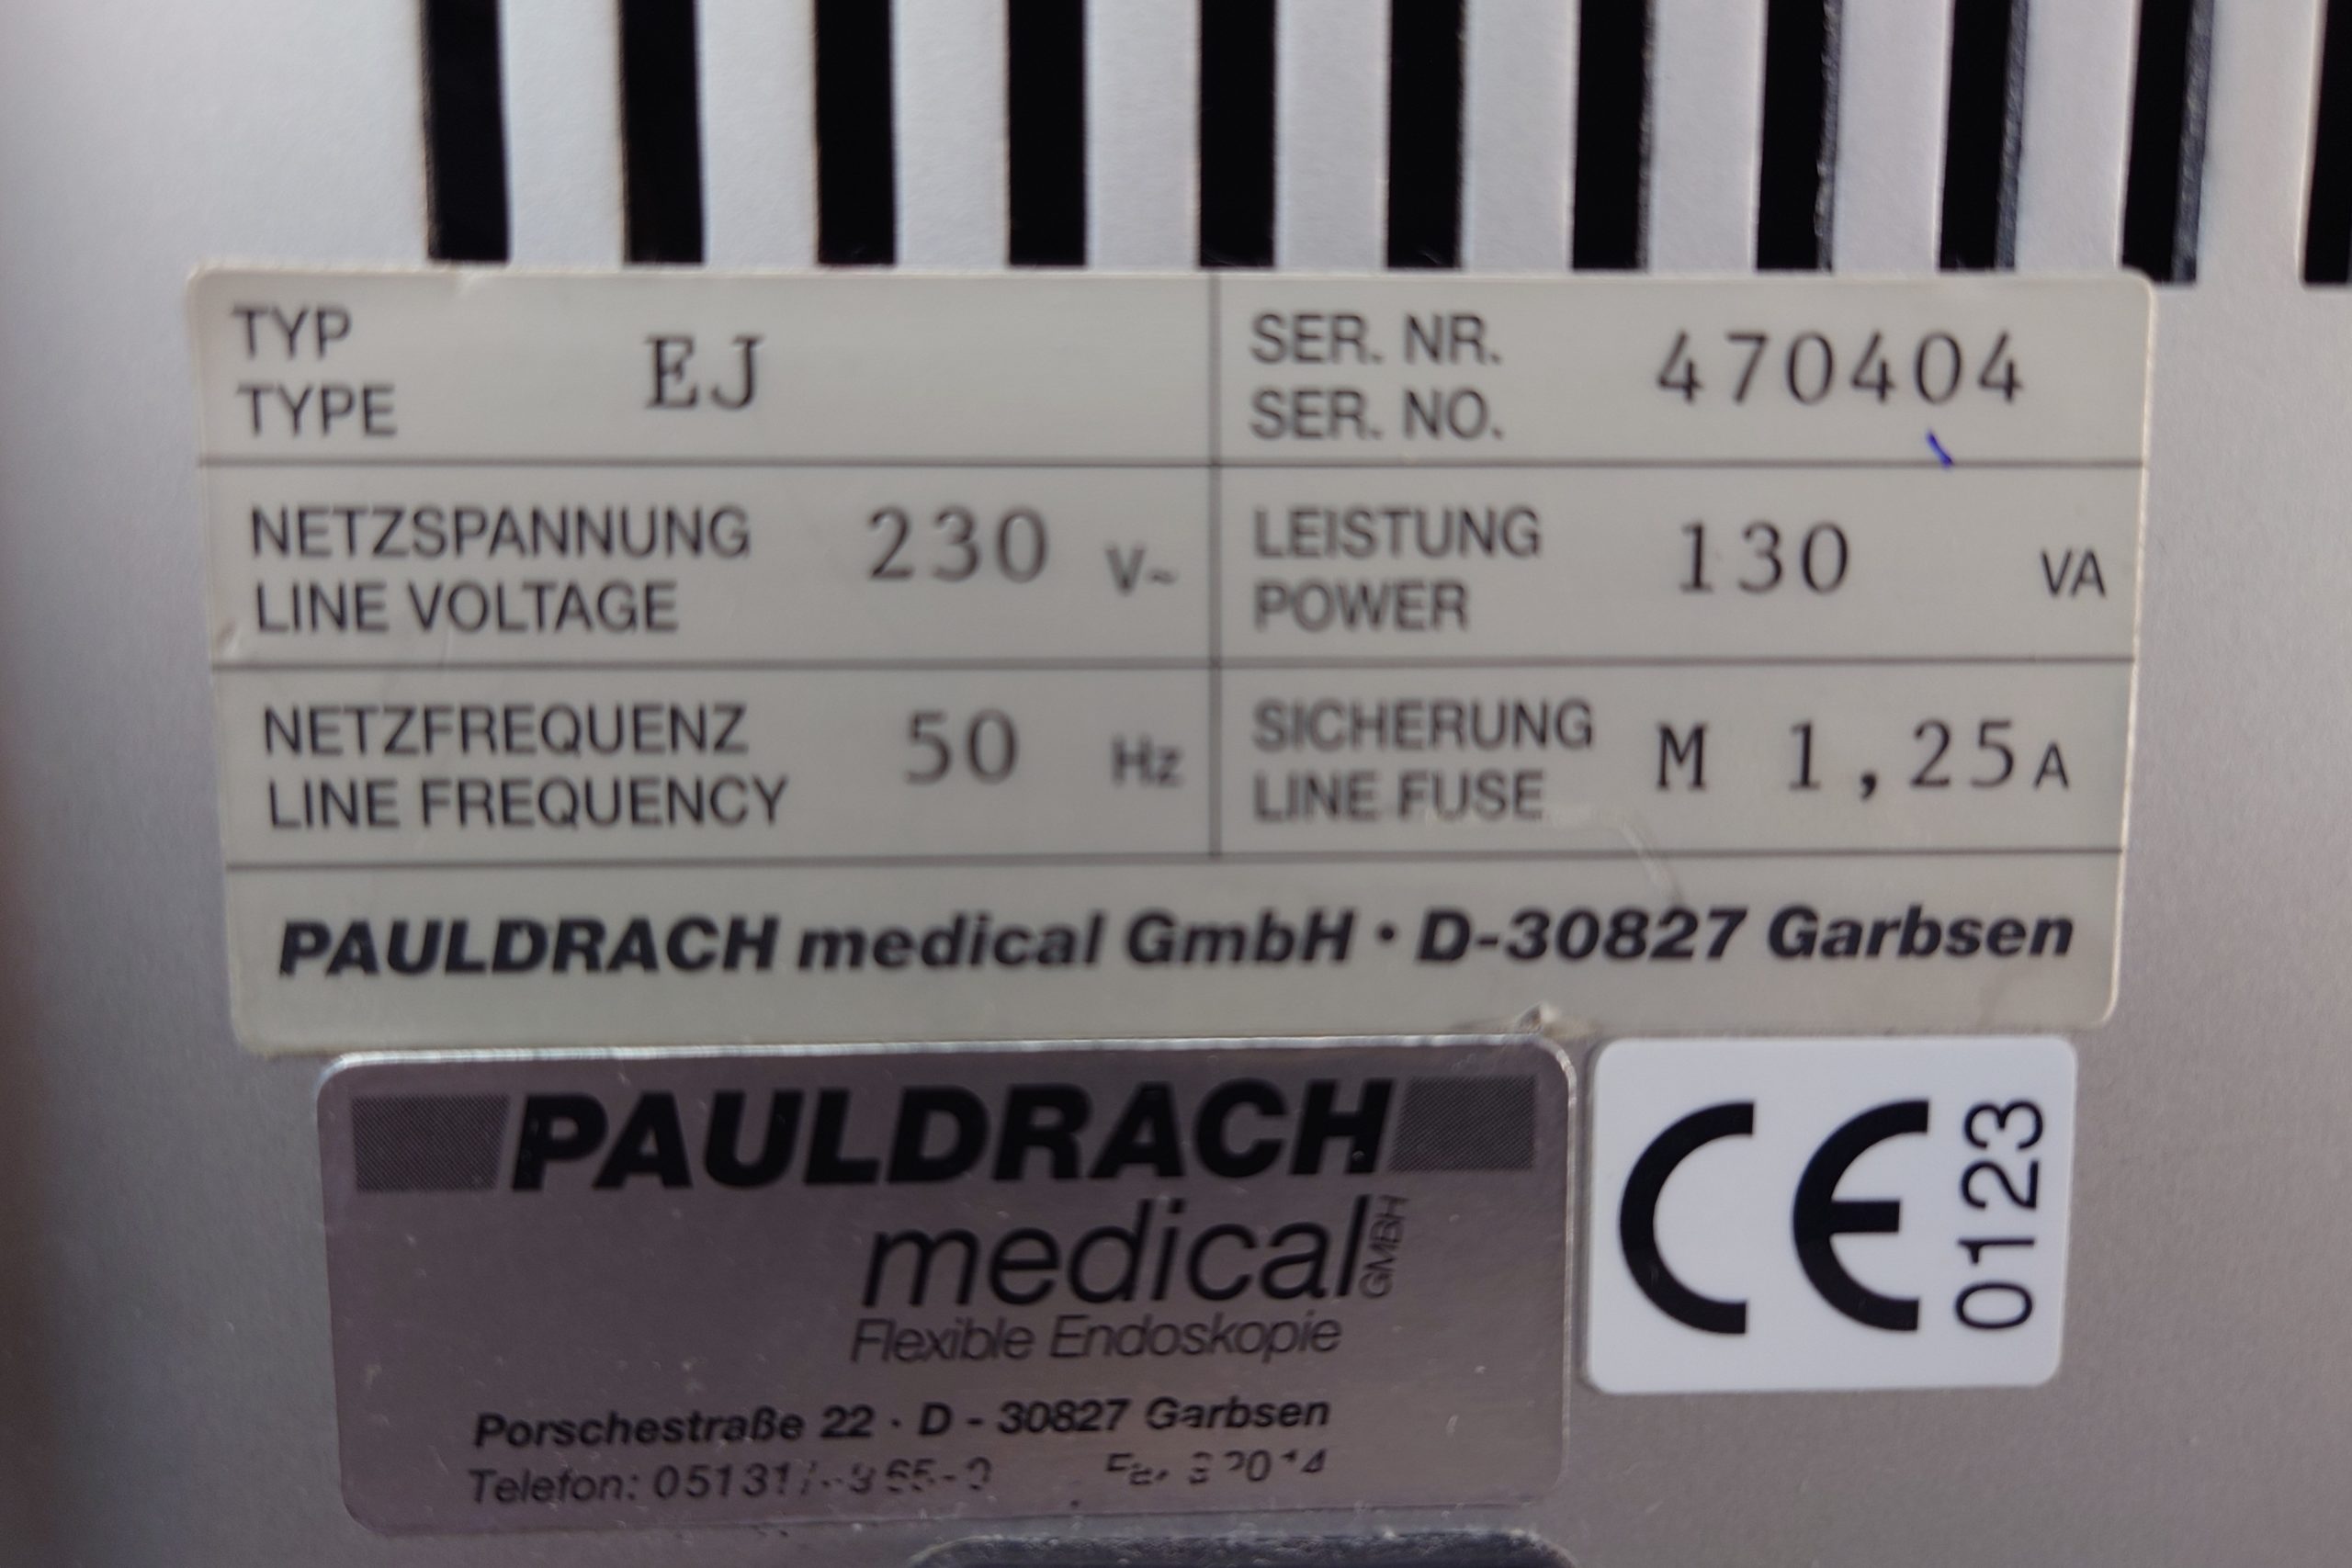 TYP
TYPE
EJ
SER. NR.
SER. NO.
470404
NETZSPANNUNG
LINE VOLTAGE
230 V~
LEISTUNG
POWER
130 VA
NETZFREQUENZ
LINE FREQUENCY
50 Hz
SICHERUNG
LINE FUSE
M 1,25 A
PAULDRACH medical GmbH • D-30827 Garbsen
PAULDRACH
medical GMBH
Flexible Endoskopie
Porschestraße 22 · D - 30827 Garbsen
Telefon:
CE 0123